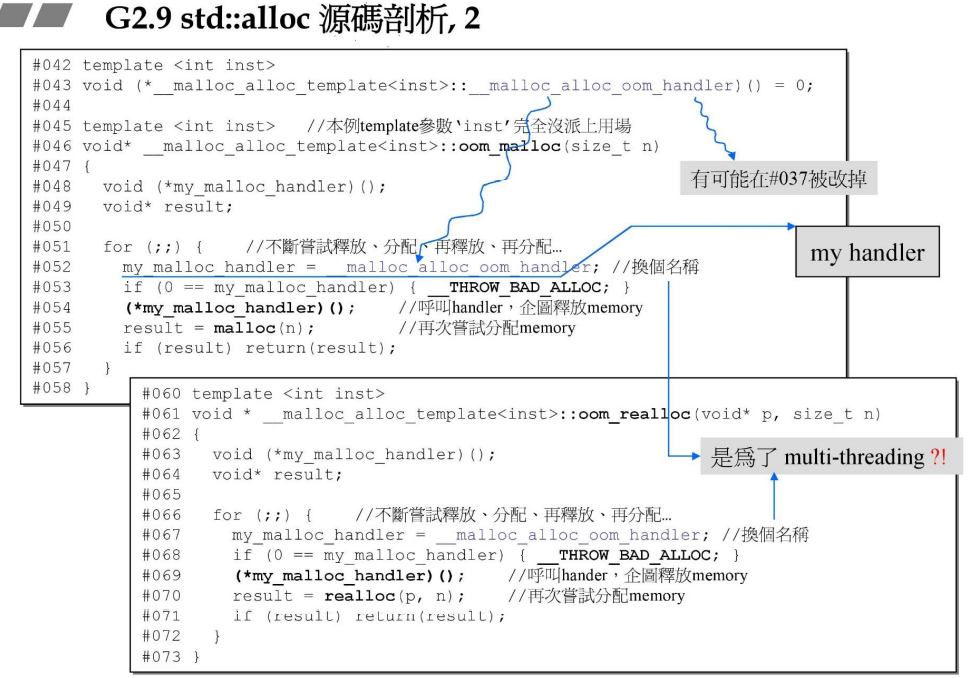 G2.9 std::alloc 源碼剖析, 2
#042 template <int inst>
#043 void (*__malloc_alloc_template<inst>::__malloc_alloc_oom_handler)() = 0;
#044
#045 template <int inst>   //本例template參數‵inst′完全沒派上用場
#046 void* __malloc_alloc_template<inst>::oom_malloc(size_t n)
#047 {
#048   void (*my_malloc_handler)();
#049   void* result;
#050
#051   for (;;) {    //不斷嘗試釋放、分配、再釋放、再分配…
#052     my_malloc_handler = __malloc_alloc_oom_handler; //換個名稱
#053     if (0 == my_malloc_handler) { __THROW_BAD_ALLOC; }
#054     (*my_malloc_handler)();    //呼叫handler，企圖釋放memory
#055     result = malloc(n);        //再次嘗試分配memory
#056     if (result) return(result);
#057   }
#058 }
有可能在#037被改掉
my handler
#060 template <int inst>
#061 void * __malloc_alloc_template<inst>::oom_realloc(void* p, size_t n)
#062 {
#063   void (*my_malloc_handler)();
#064   void* result;
#065
#066   for (;;) {    //不斷嘗試釋放、分配、再釋放、再分配…
#067     my_malloc_handler = __malloc_alloc_oom_handler; //換個名稱
#068     if (0 == my_malloc_handler) { __THROW_BAD_ALLOC; }
#069     (*my_malloc_handler)();    //呼叫hander，企圖釋放memory
#070     result = realloc(p, n);    //再次嘗試分配memory
#071     if (result) return(result);
#072   }
#073 }
是爲了 multi-threading ?!